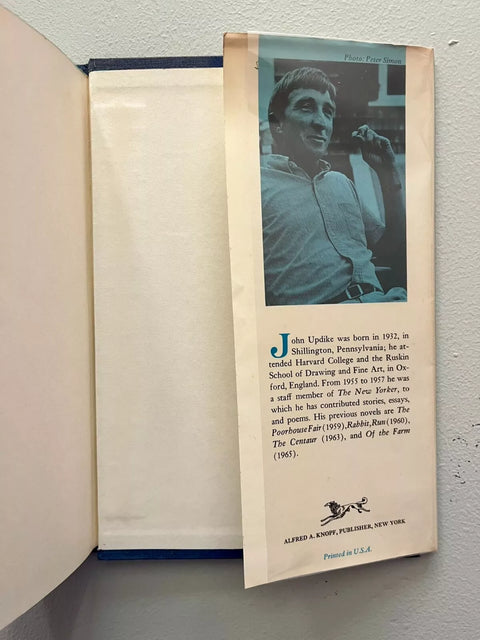 Photo: Peter Simon
John Updike was born in 1932, in
Shillington, Pennsylvania; he at-
tended Harvard College and the Ruskin
School of Drawing and Fine Art, in Ox-
ford, England. From 1955 to 1957 he was
a staff member of The New Yorker, to
which he has contributed stories, essays,
and poems. His previous novels are The
Poorhouse Fair (1959), Rabbit, Run (1960),
The Centaur (1963), and Of the Farm
(1965).
ALFRED A. KNOPF, PUBLISHER, NEW YORK
Printed in U.S.A.